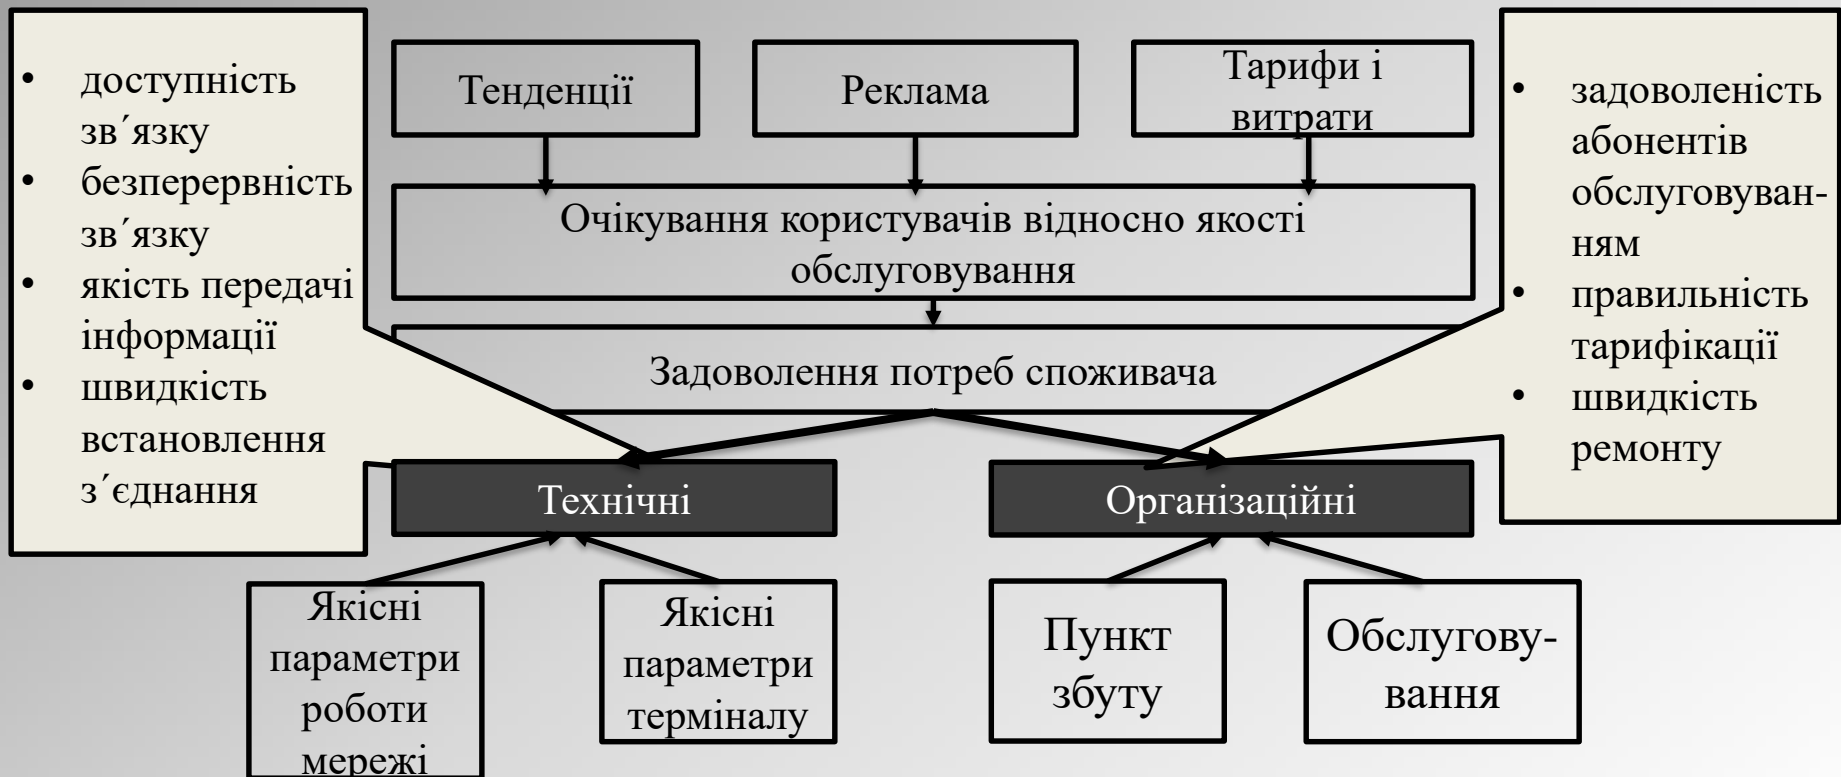 • доступність
зв´язку
• безперервність
зв´язку
• якість передачі
інформації
• швидкість
встановлення
з´єднання
Тенденції
Реклама
Тарифи і
витрати
Очікування користувачів відносно якості
обслуговування
Задоволення потреб споживача
• задоволеність
абонентів
обслуговуван-
ням
• правильність
тарифікації
• швидкість
ремонту
Технічні
Організаційні
Якісні
параметри
роботи
мережі
Якісні
параметри
терміналу
Пункт
збуту
Обслугову-
вання